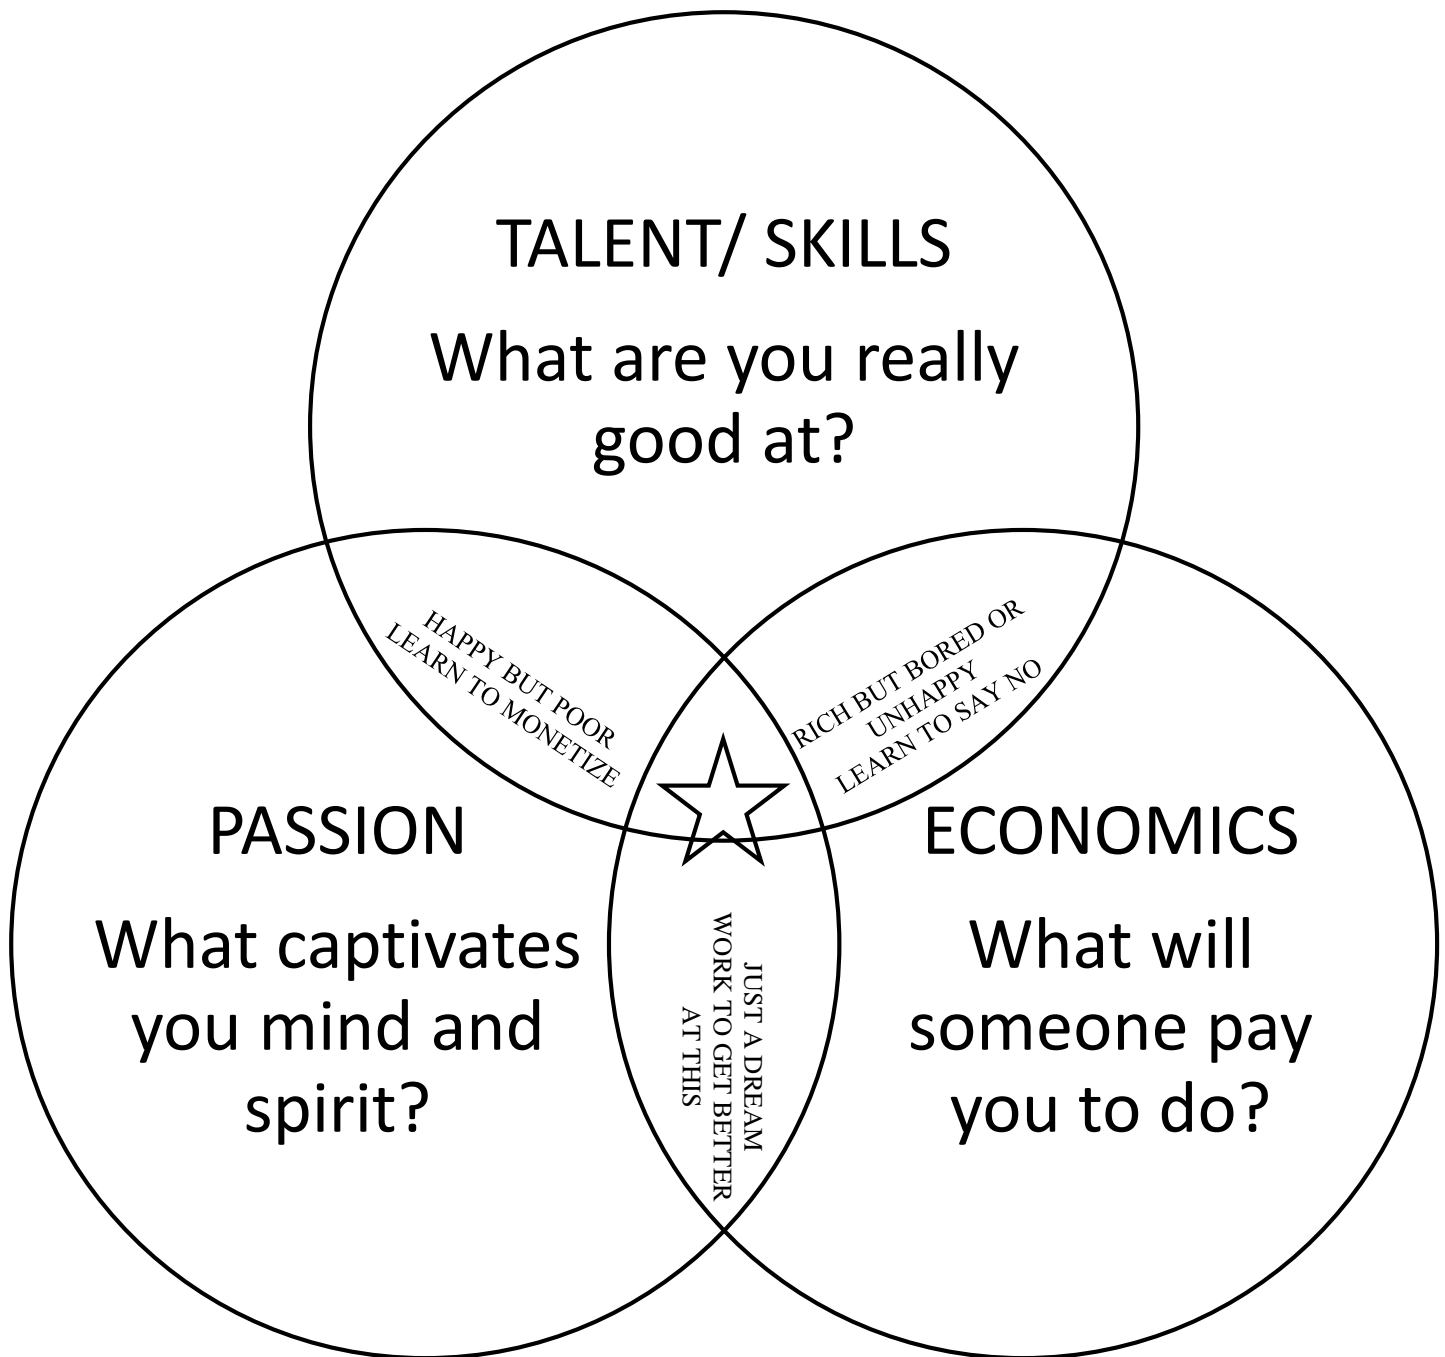 TALENT/ SKILLS
What are you really
good at?
HAPPY BUT POOR
LEARN TO MONETIZE
RICH BUT BORED OR
UNHAPPY
LEARN TO SAY NO
PASSION
What captivates
you mind and
spirit?
ECONOMICS
What will
someone pay
you to do?
JUST A DREAM
WORK TO GET BETTER
AT THIS